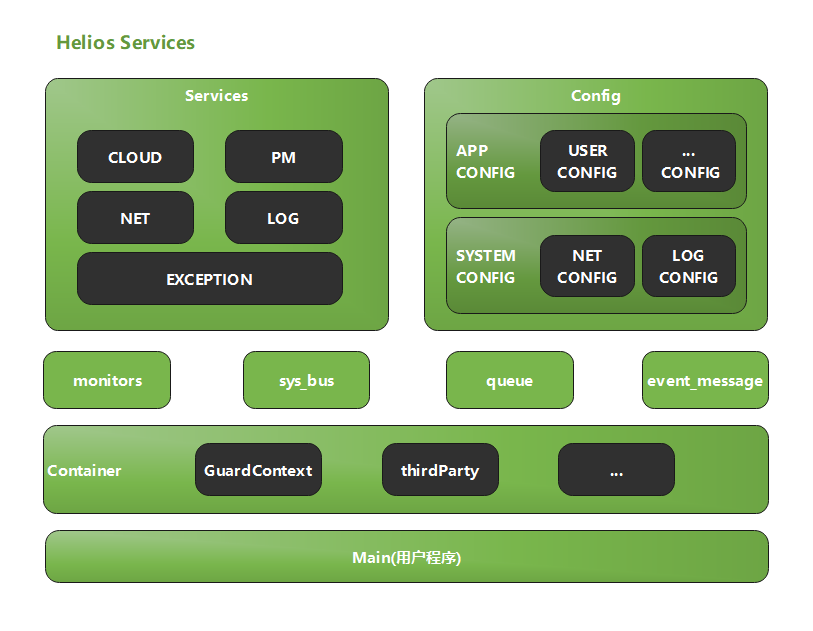 Helios Services
Services
CLOUD
PM
NET
LOG
EXCEPTION
Config
APP
CONFIG
USER
CONFIG
...
CONFIG
SYSTEM
CONFIG
NET
CONFIG
LOG
CONFIG
monitors
sys_bus
queue
event_message
Container
GuardContext
thirdParty
...
Main(用户程序)